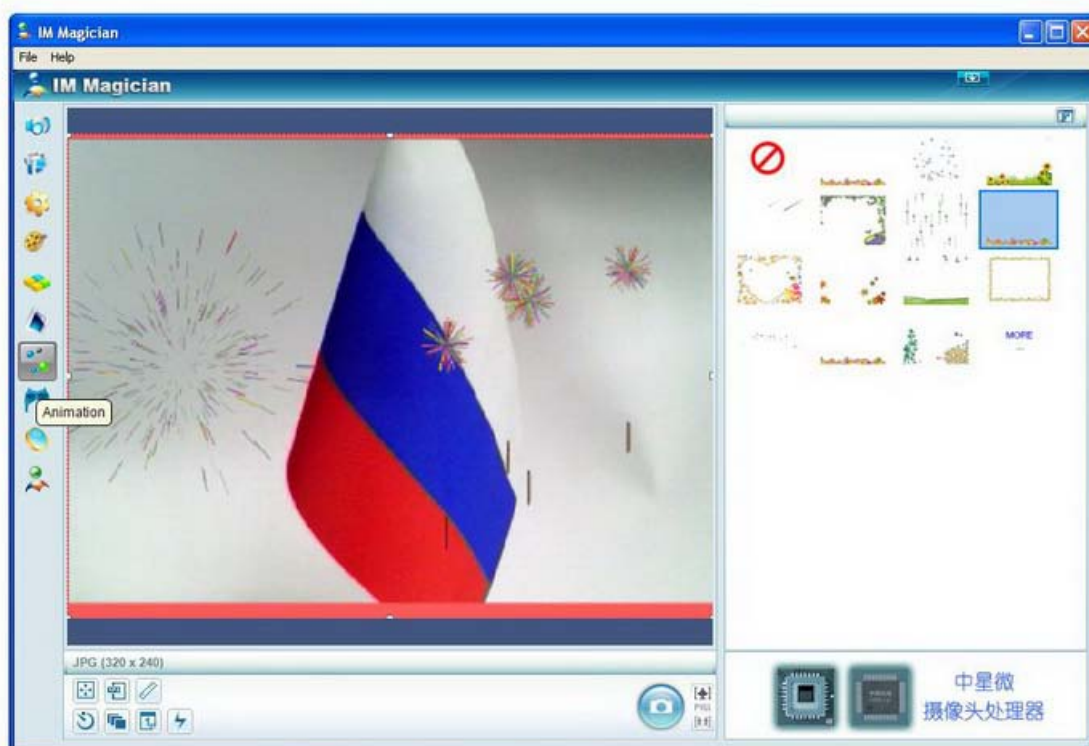 IM Magician
File Help
IM Magician
Animation
MORE
JPG (320 x 240)
中星微
摄像头处理器